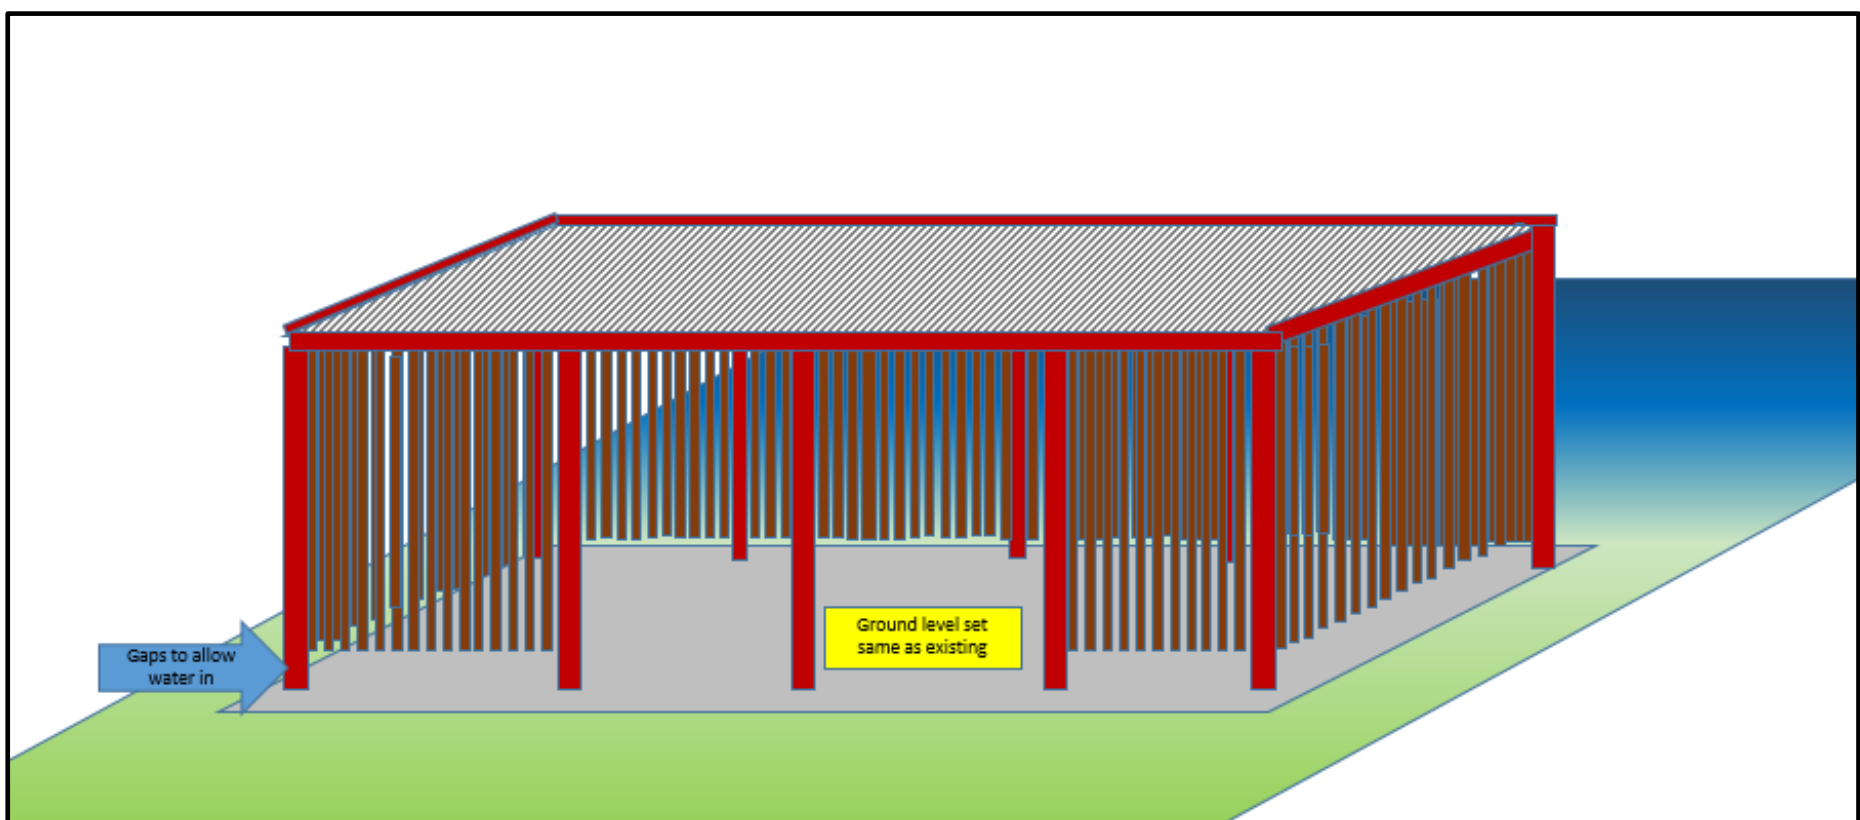 Ground level set
same as existing
Gaps to allow
water in